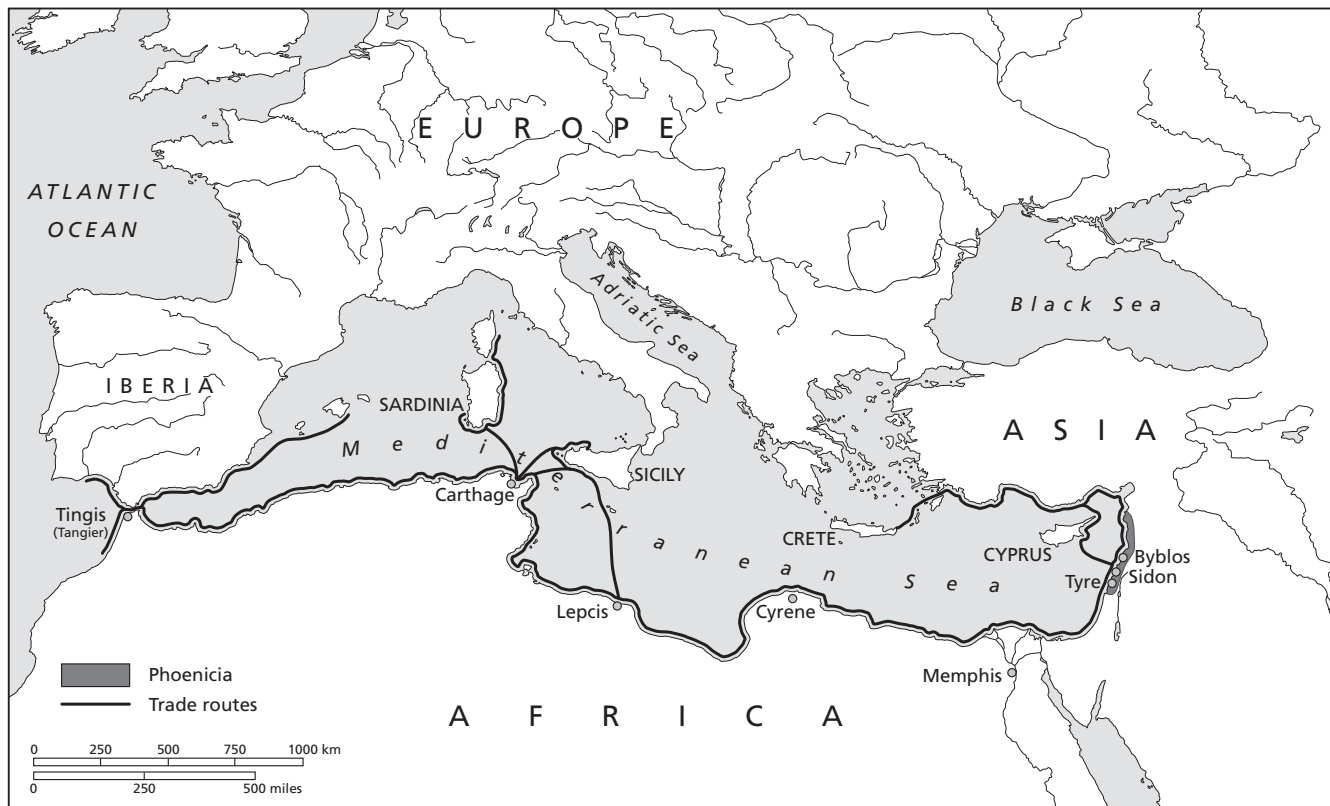 EUROPE
ATLANTIC
OCEAN
Adriatic Sea
Black Sea
IBERIA
SARDINIA
ASIA
Mediterranean Sea
SICILY
Carthage
Tingis
(Tangier)
CRETE
CYPRUS
Byblos
Sidon
Tyre
Lepcis
Cyrene
Memphis
Phoenicia
Trade routes
AFRICA
0 250 500 750 1000 km
0 250 500 miles